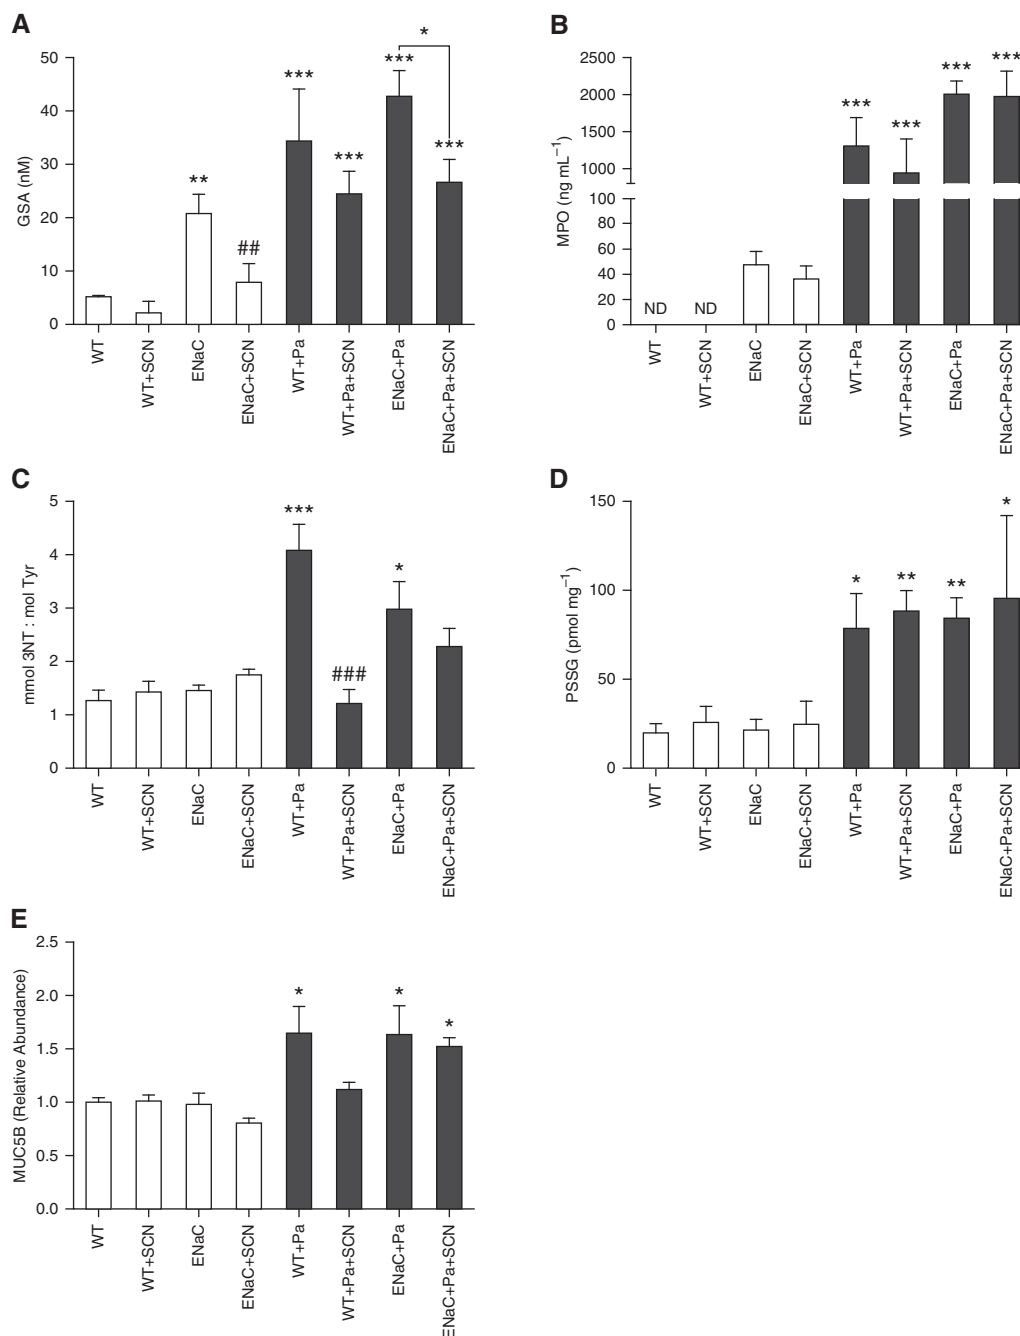 A
GSA (nM)
50
40
30
20
10
0
**
##
***
***
***
***
*
WT
WT+SCN
ENaC
ENaC+SCN
WT+Pa
WT+Pa+SCN
ENaC+Pa
ENaC+Pa+SCN
B
MPO (ng mL⁻¹)
2500
2000
1500
1000
100
80
60
40
20
0
ND
ND
***
***
***
***
WT
WT+SCN
ENaC
ENaC+SCN
WT+Pa
WT+Pa+SCN
ENaC+Pa
ENaC+Pa+SCN
C
mmol 3NT : mol Tyr
5
4
3
2
1
0
***
###
*
WT
WT+SCN
ENaC
ENaC+SCN
WT+Pa
WT+Pa+SCN
ENaC+Pa
ENaC+Pa+SCN
D
PSSG (pmol mg⁻¹)
150
100
50
0
*
**
**
*
WT
WT+SCN
ENaC
ENaC+SCN
WT+Pa
WT+Pa+SCN
ENaC+Pa
ENaC+Pa+SCN
E
MUC5B (Relative Abundance)
2.5
2.0
1.5
1.0
0.5
0.0
*
*
*
WT
WT+SCN
ENaC
ENaC+SCN
WT+Pa
WT+Pa+SCN
ENaC+Pa
ENaC+Pa+SCN